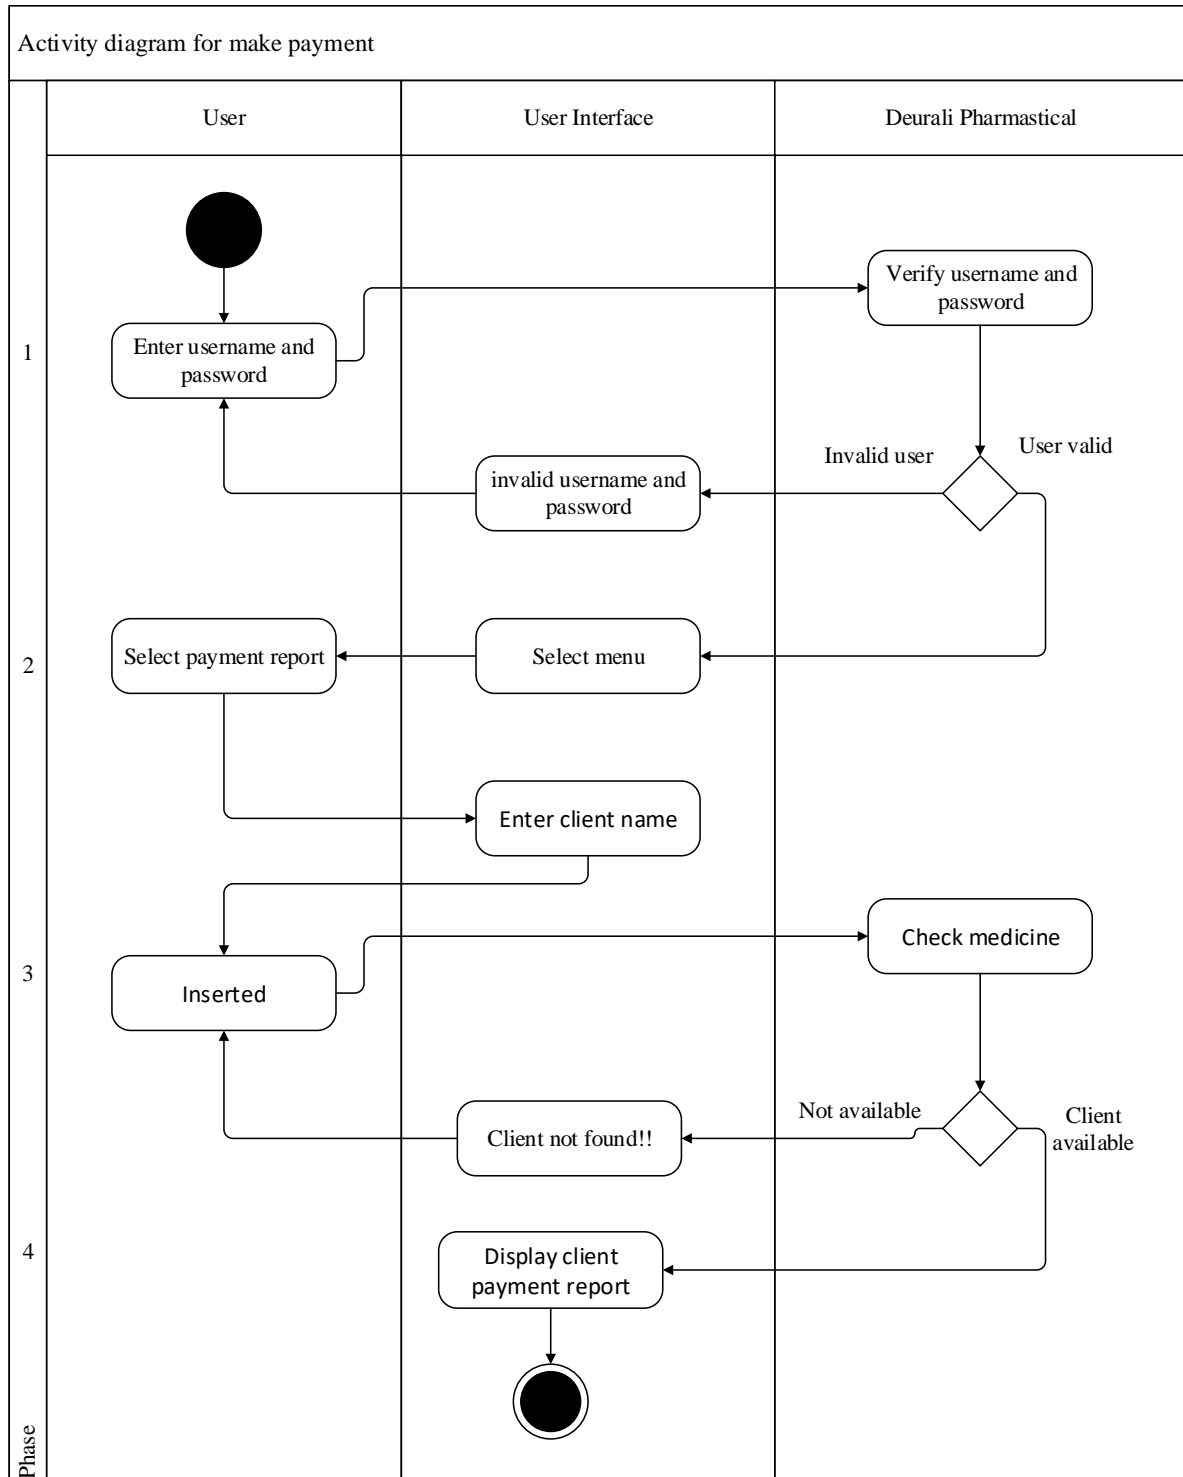 Activity diagram for make payment
User
User Interface
Deurali Pharmastical
Verify username and
password
1
Enter username and
password
Invalid user
User valid
invalid username and
password
2
Select payment report
Select menu
Enter client name
Check medicine
3
Inserted
Not available
Client
available
Client not found!!
4
Display client
payment report
Phase